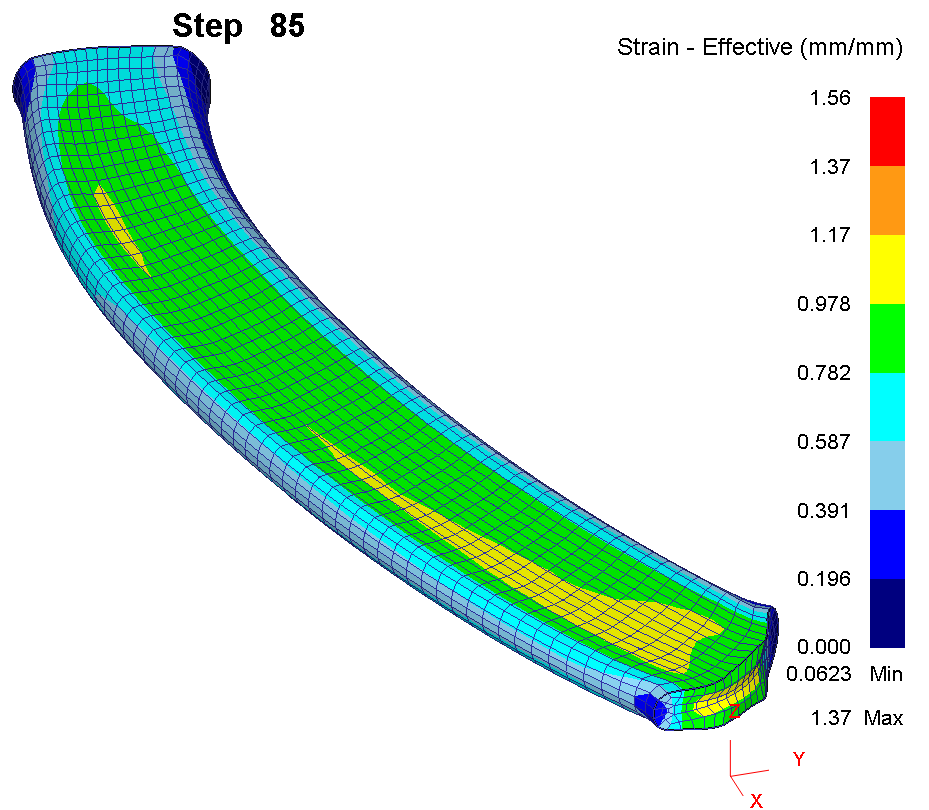 Step 85
Strain - Effective (mm/mm)
1.56
1.37
1.17
0.978
0.782
0.587
0.391
0.196
0.000
0.0623 Min
1.37 Max
Z
Y
X